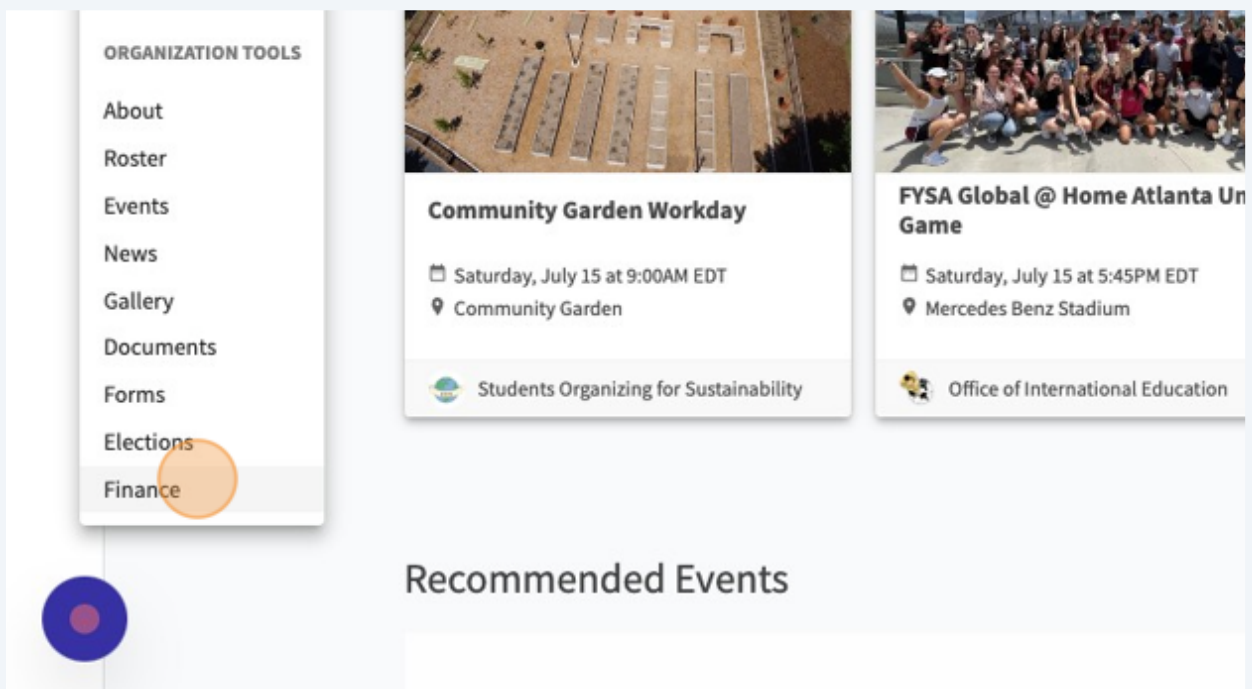 ORGANIZATION TOOLS
About
Roster
Events
News
Gallery
Documents
Forms
Elections
Finance
Community Garden Workday
Saturday, July 15 at 9:00AM EDT
Community Garden
Students Organizing for Sustainability
FYSA Global @ Home Atlanta Un
Game
Saturday, July 15 at 5:45PM EDT
Mercedes Benz Stadium
Office of International Education
Recommended Events